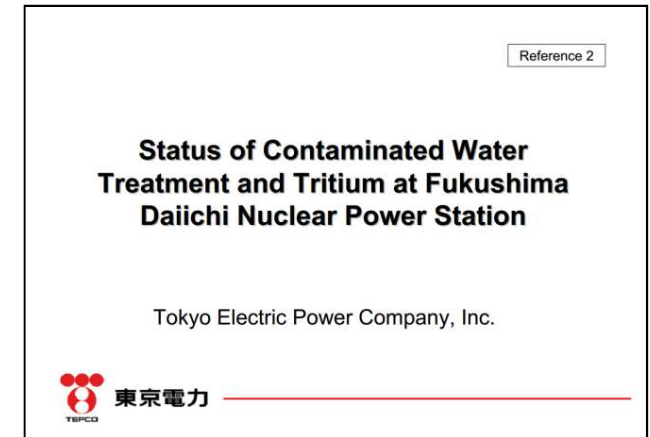 Reference 2
Status of Contaminated Water
Treatment and Tritium at Fukushima
Daiichi Nuclear Power Station
Tokyo Electric Power Company, Inc.
TEPCO
東京電力